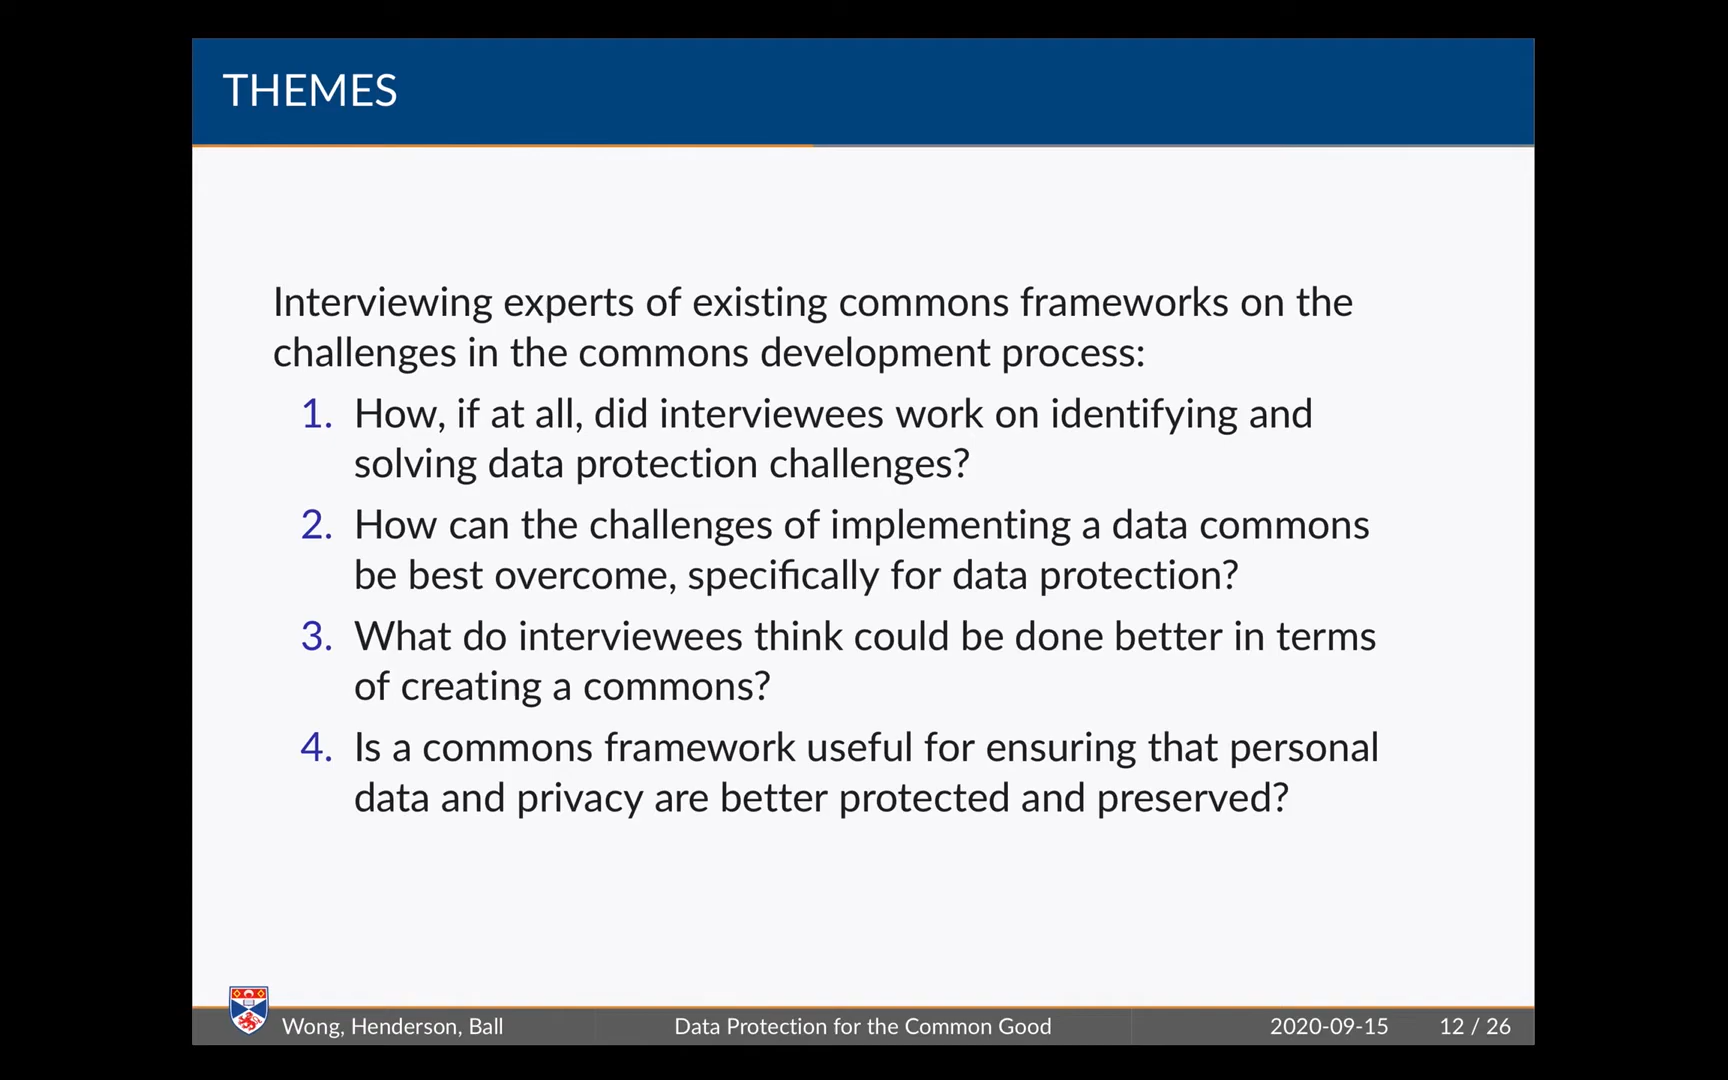 THEMES
Interviewing experts of existing commons frameworks on the
challenges in the commons development process:
1. How, if at all, did interviewees work on identifying and
solving data protection challenges?
2. How can the challenges of implementing a data commons
be best overcome, specifically for data protection?
3. What do interviewees think could be done better in terms
of creating a commons?
4. Is a commons framework useful for ensuring that personal
data and privacy are better protected and preserved?
Wong, Henderson, Ball Data Protection for the Common Good 2020-09-15 12 / 26